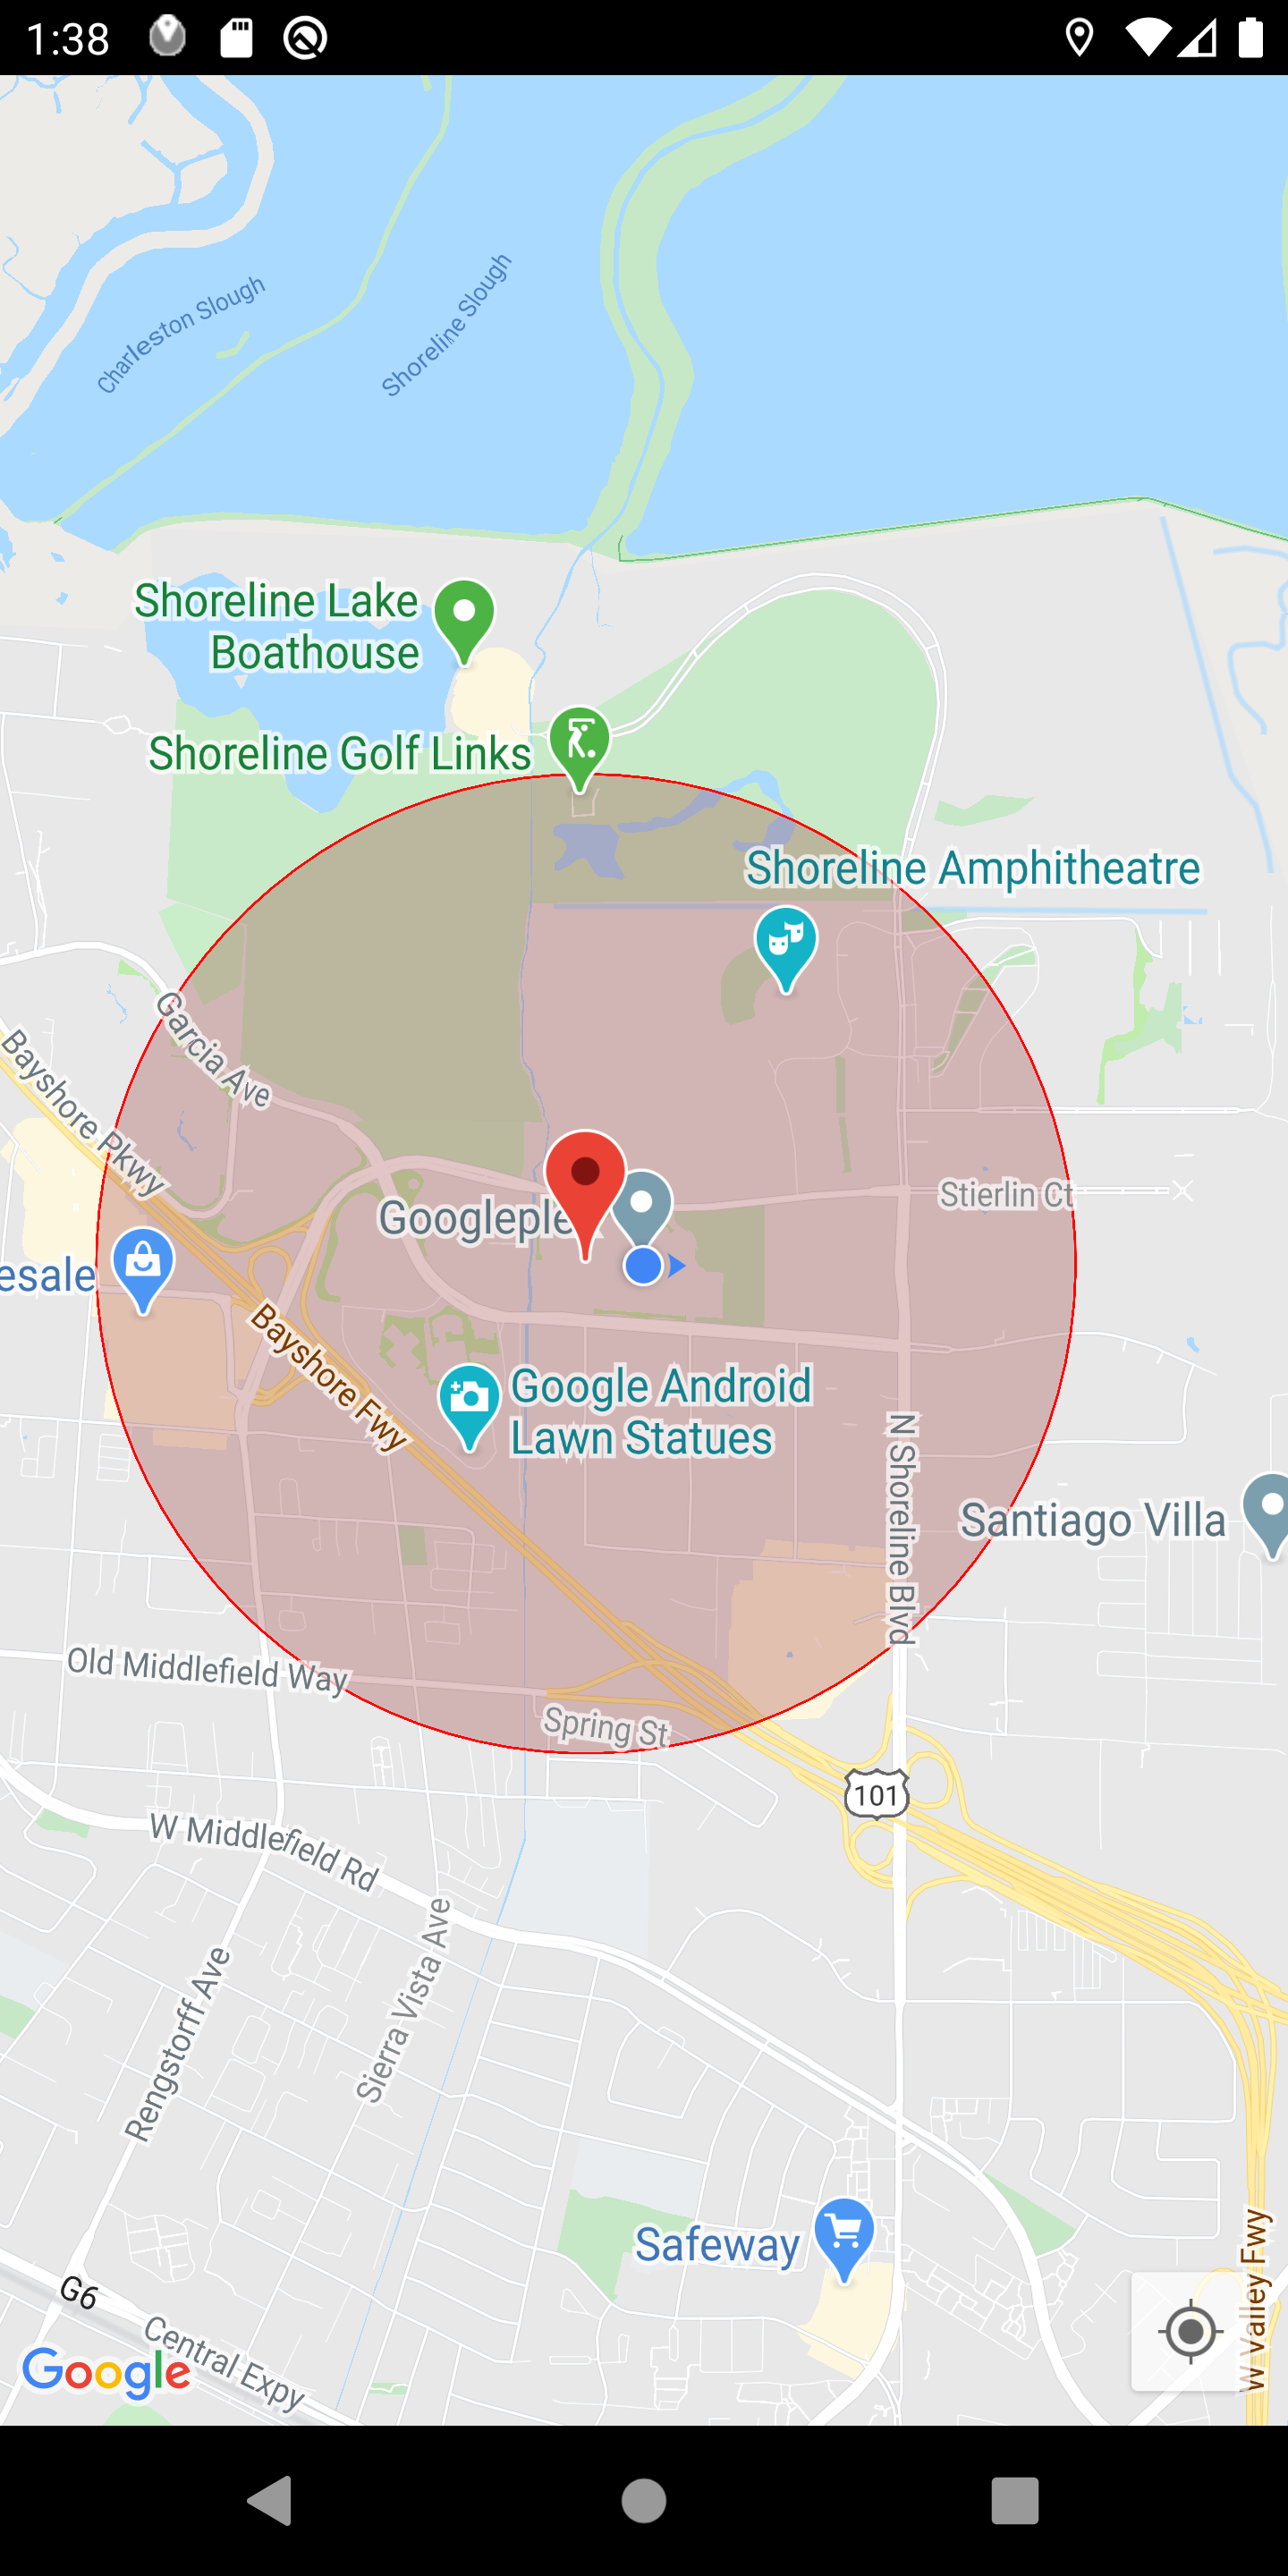 1:38
Charleston Slough
Shoreline Slough
Shoreline Lake
Boathouse
Shoreline Golf Links
Shoreline Amphitheatre
Garcia Ave
Bayshore Pkwy
Stierlin Ct
Googleple
esale
Bayshore Fwy
Google Android
Lawn Statues
N Shoreline Blvd
Santiago Villa
Old Middlefield Way
Spring St
101
W Middlefield Rd
Sierra Vista Ave
Rengstorff Ave
Safeway
W Valley Fwy
G6
Central Expy
Google